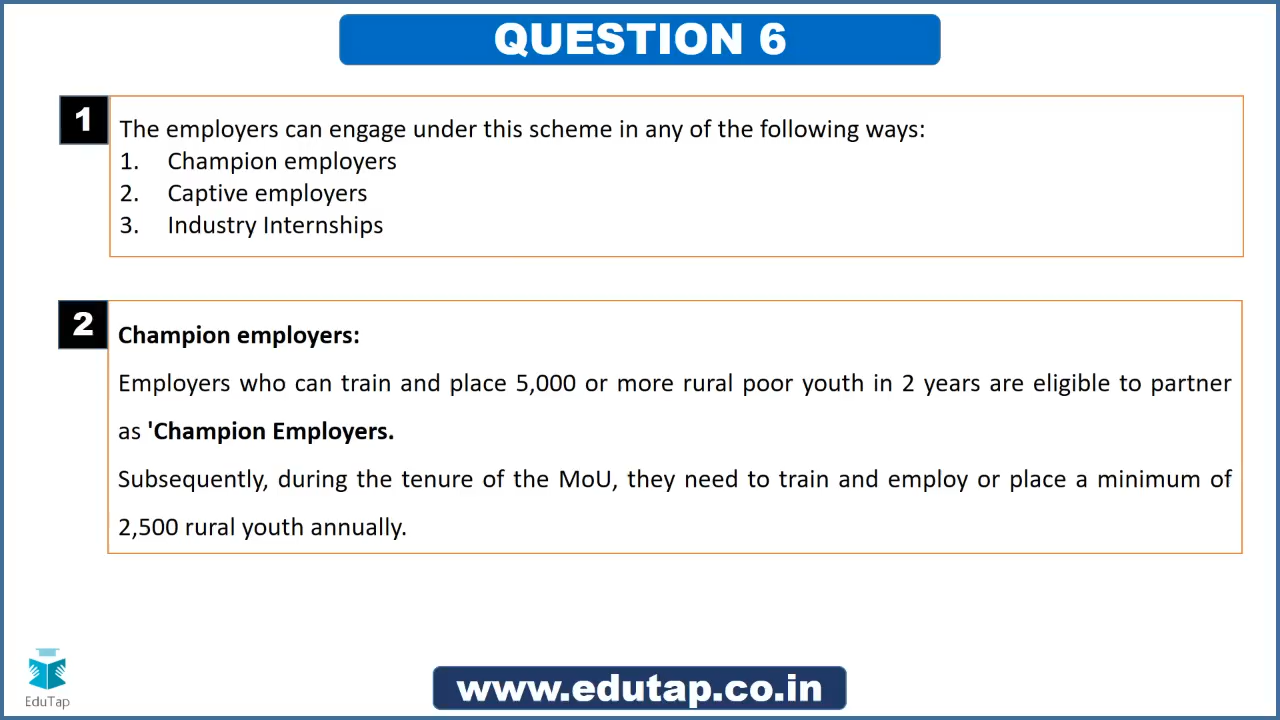 QUESTION 6
1
The employers can engage under this scheme in any of the following ways:
1. Champion employers
2. Captive employers
3. Industry Internships
2
Champion employers:
Employers who can train and place 5,000 or more rural poor youth in 2 years are eligible to partner
as 'Champion Employers.
Subsequently, during the tenure of the MoU, they need to train and employ or place a minimum of
2,500 rural youth annually.
EduTap
www.edutap.co.in